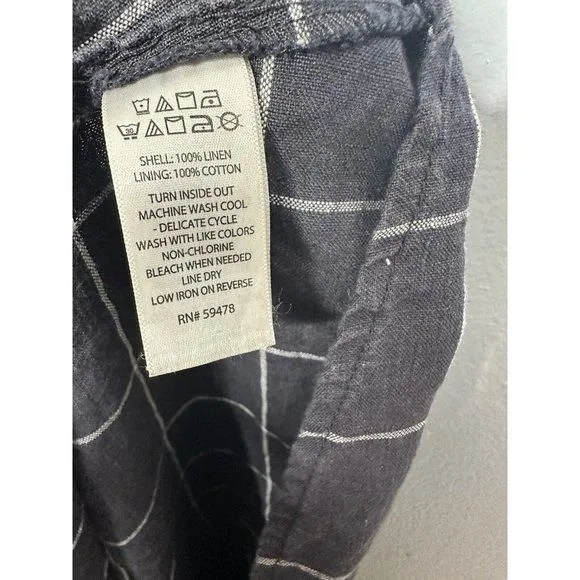 30
SHELL: 100% LINEN
LINING: 100% COTTON
TURN INSIDE OUT
MACHINE WASH COOL
- DELICATE CYCLE
WASH WITH LIKE COLORS
NON-CHLORINE
BLEACH WHEN NEEDED
LINE DRY
LOW IRON ON REVERSE
RN# 59478